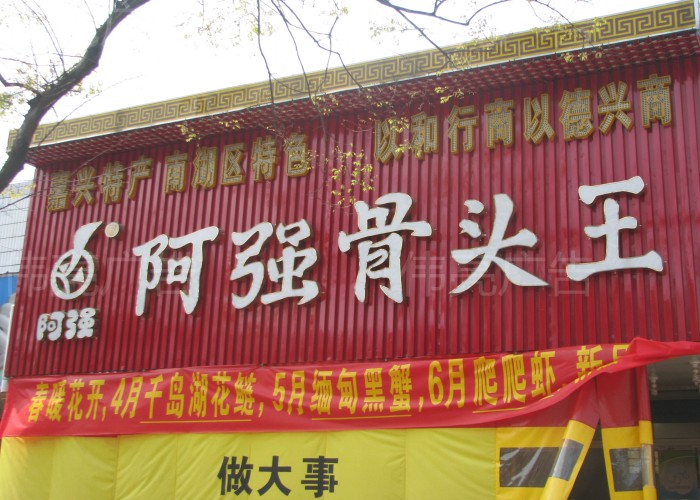 嘉兴特产 南湖区特色 以和行商以德兴商
阿强骨头王
阿强
春暖花开,4月千岛湖花鲢,5月缅甸黑蟹,6月爬爬虾
做大事